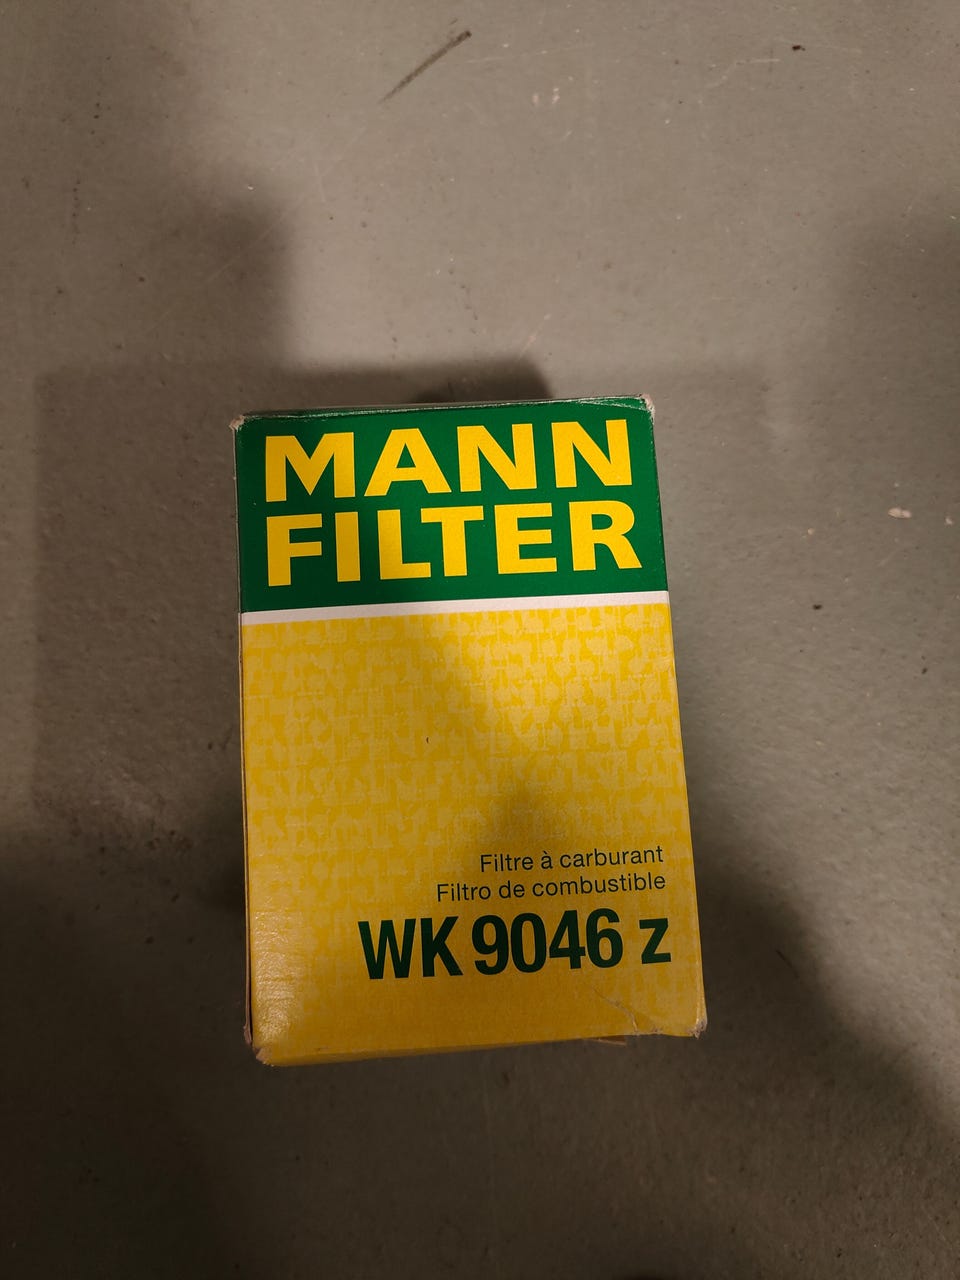 MANN
FILTER
Filtre à carburant
Filtro de combustible
WK 9046 z